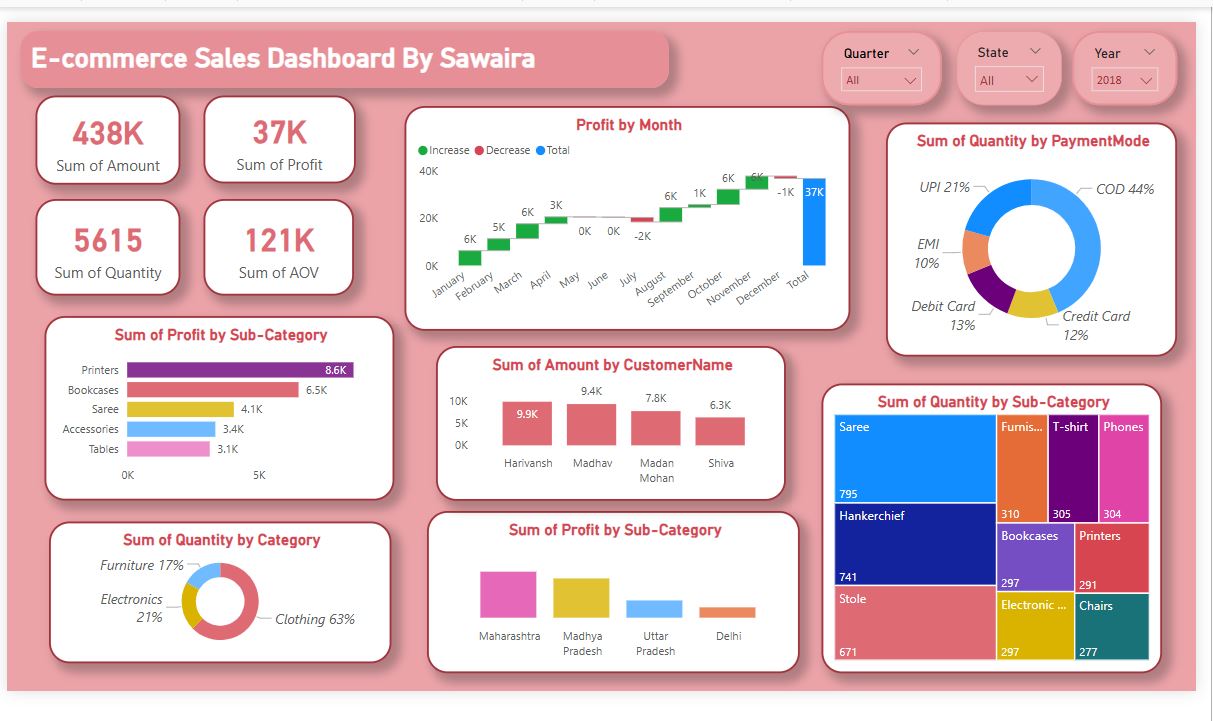 E-commerce Sales Dashboard By Sawaira
Quarter
All
State
All
Year
2018
438K
Sum of Amount
37K
Sum of Profit
5615
Sum of Quantity
121K
Sum of AOV
Profit by Month
Increase Decrease Total
40K
20K
0K
6K
5K
6K
3K
0K
0K
-2K
6K
1K
6K
6K
-1K
37K
January
February
March
April
May
June
July
August
September
October
November
December
Total
Sum of Quantity by PaymentMode
UPI 21%
COD 44%
EMI
10%
Debit Card
13%
Credit Card
12%
Sum of Profit by Sub-Category
Printers 8.6K
Bookcases 6.5K
Saree 4.1K
Accessories 3.4K
Tables 3.1K
0K 5K
Sum of Amount by CustomerName
10K
5K
0K
9.9K
9.4K
7.8K
6.3K
Harivansh
Madhav
Madan
Mohan
Shiva
Sum of Quantity by Sub-Category
Saree
795
Hankerchief
741
Stole
671
Furnis...
310
T-shirt
305
Phones
304
Bookcases
297
Printers
291
Electronic ...
297
Chairs
277
Sum of Quantity by Category
Furniture 17%
Electronics
21%
Clothing 63%
Sum of Profit by Sub-Category
Maharashtra
Madhya
Pradesh
Uttar
Pradesh
Delhi